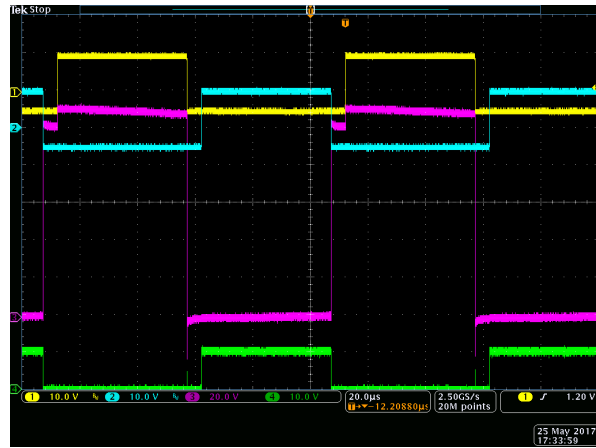 Tek Stop
T
T
1
2
3
4
1 10.0 V 2 10.0 V 3 20.0 V 4 10.0 V
20.0µs
T→▼−12.20880µs
2.50GS/s
20M points
1 ∫ 1.20 V
25 May 2017
17:33:59